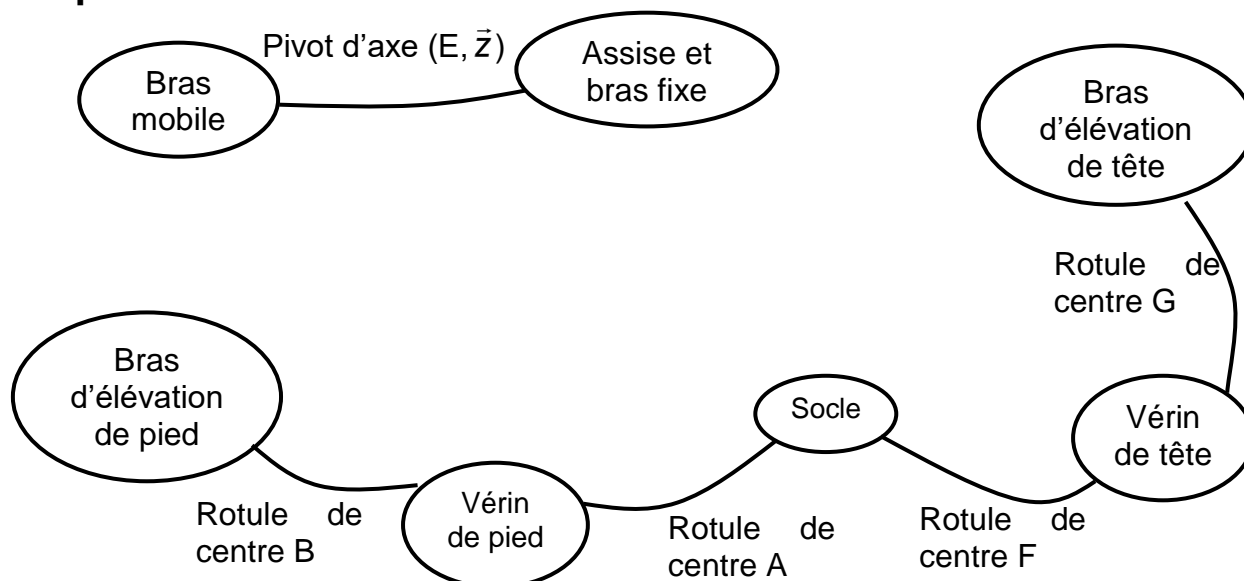 Pivot d'axe (E, z⃗)
Bras
mobile
Assise et
bras fixe
Bras
d'élévation
de tête
Rotule de
centre G
Bras
d'élévation
de pied
Socle
Vérin
de tête
Rotule de
centre B
Vérin
de pied
Rotule de
centre A
Rotule de
centre F